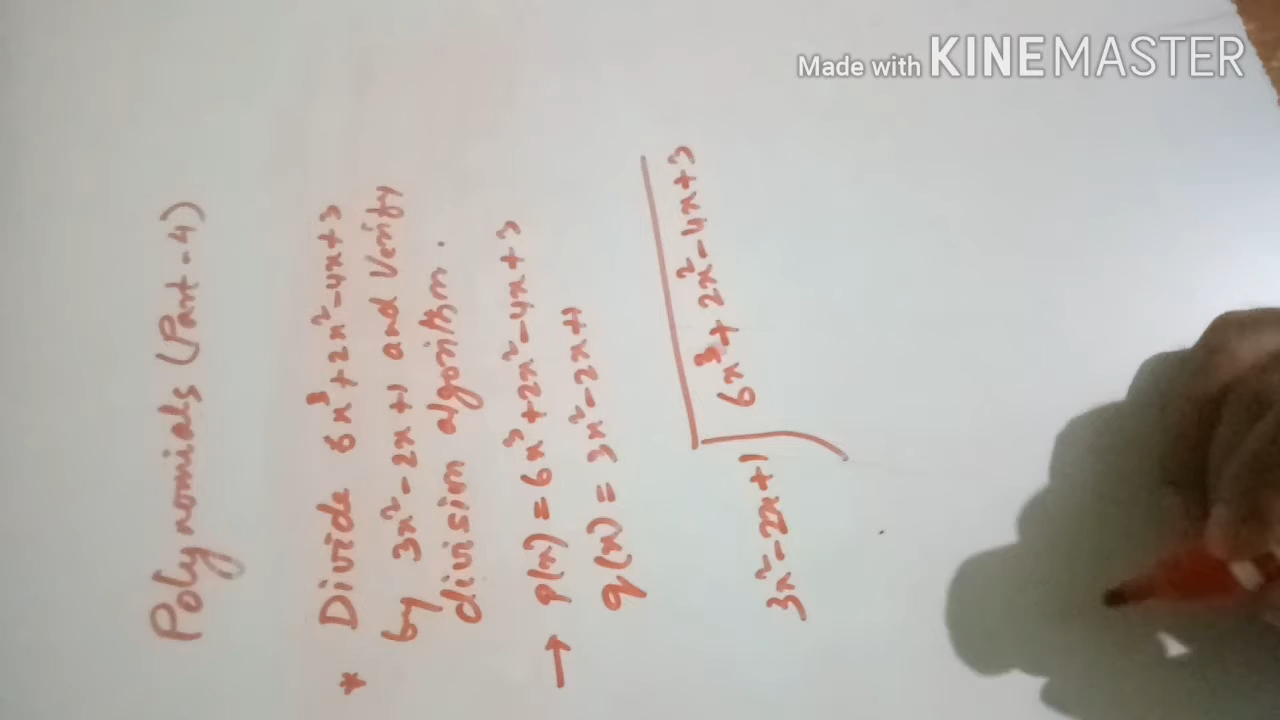 Made with KINEMASTER
Polynomials (Part-4)
* Divide 6x³+2x²-4x+3
by 3x²-2x+1 and Verify
division algorithm.
→ p(x) = 6x³+2x²-4x+3
g(x) = 3x²-2x+1
6x³+2x²-4x+3
3x²-2x+1